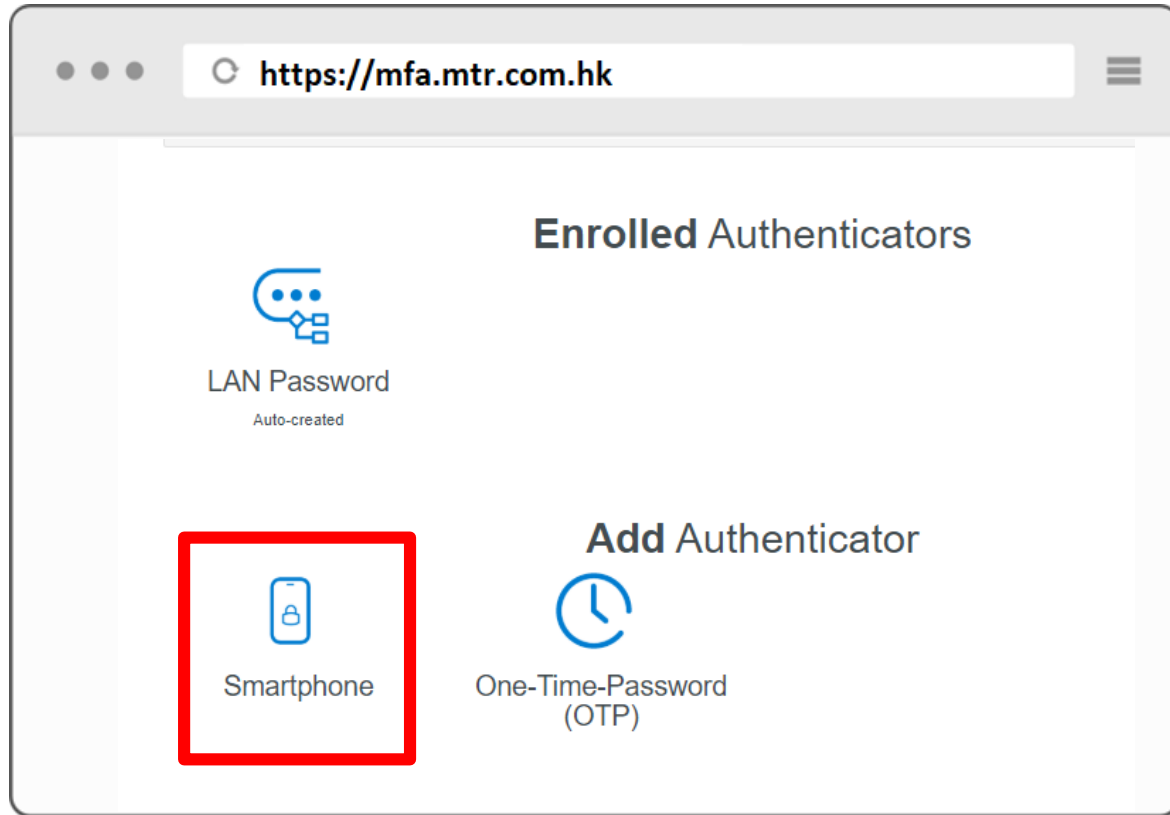 https://mfa.mtr.com.hk
Enrolled Authenticators
LAN Password
Auto-created
Add Authenticator
Smartphone
One-Time-Password
(OTP)